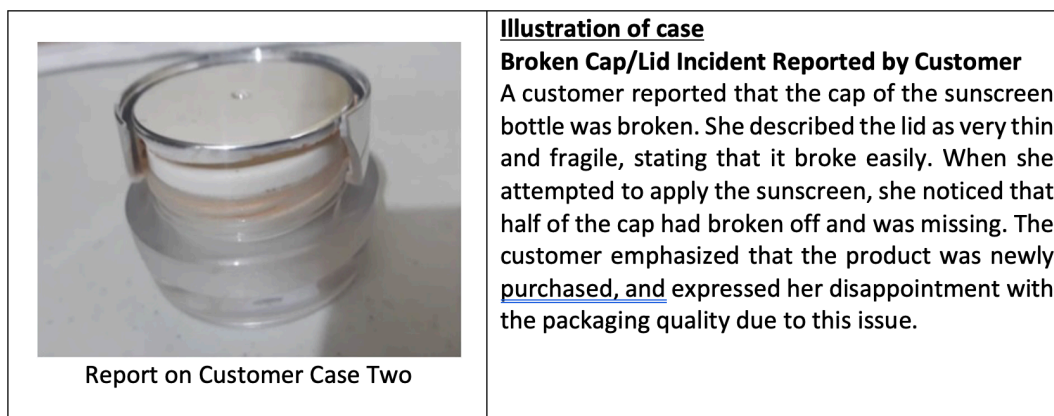 Illustration of case
Broken Cap/Lid Incident Reported by Customer
A customer reported that the cap of the sunscreen
bottle was broken. She described the lid as very thin
and fragile, stating that it broke easily. When she
attempted to apply the sunscreen, she noticed that
half of the cap had broken off and was missing. The
customer emphasized that the product was newly
purchased, and expressed her disappointment with
the packaging quality due to this issue.
Report on Customer Case Two